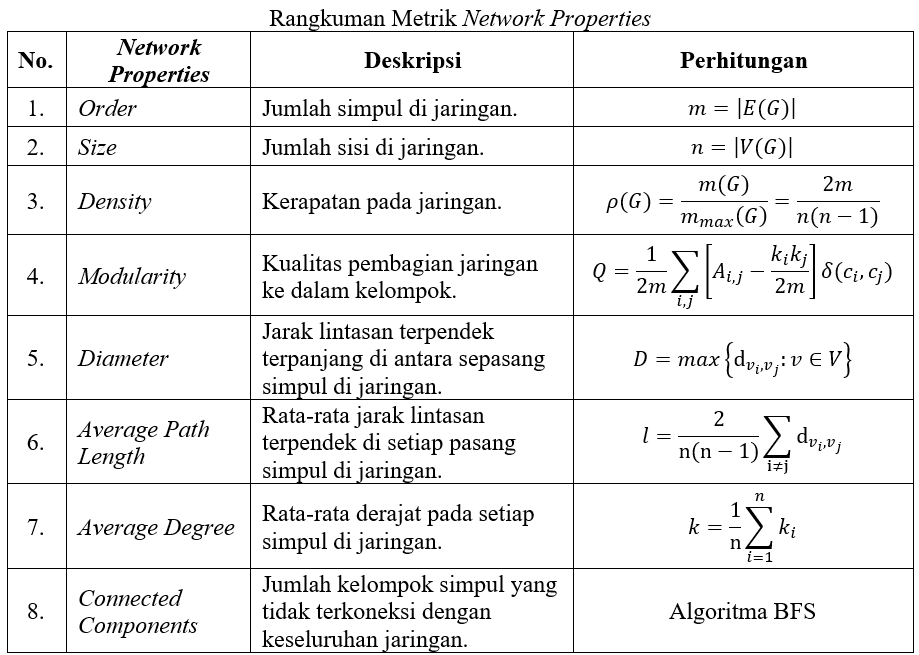 Rangkuman Metrik Network Properties
No. Network Properties Deskripsi Perhitungan
1. Order Jumlah simpul di jaringan. m = |E(G)|
2. Size Jumlah sisi di jaringan. n = |V(G)|
3. Density Kerapatan pada jaringan. ρ(G) = m(G) / m_max(G) = 2m / n(n − 1)
4. Modularity Kualitas pembagian jaringan
ke dalam kelompok. Q = 1/2m ∑_{i,j} [A_{i,j} − k_i k_j / 2m] δ(c_i, c_j)
5. Diameter Jarak lintasan terpendek
terpanjang di antara sepasang
simpul di jaringan. D = max {d_{v_i,v_j}: v ∈ V}
6. Average Path
Length Rata-rata jarak lintasan
terpendek di setiap pasang
simpul di jaringan. l = 2 / n(n − 1) ∑_{i≠j} d_{v_i,v_j}
7. Average Degree Rata-rata derajat pada setiap
simpul di jaringan. k = 1/n ∑_{i=1}^{n} k_i
8. Connected
Components Jumlah kelompok simpul yang
tidak terkoneksi dengan
keseluruhan jaringan. Algoritma BFS